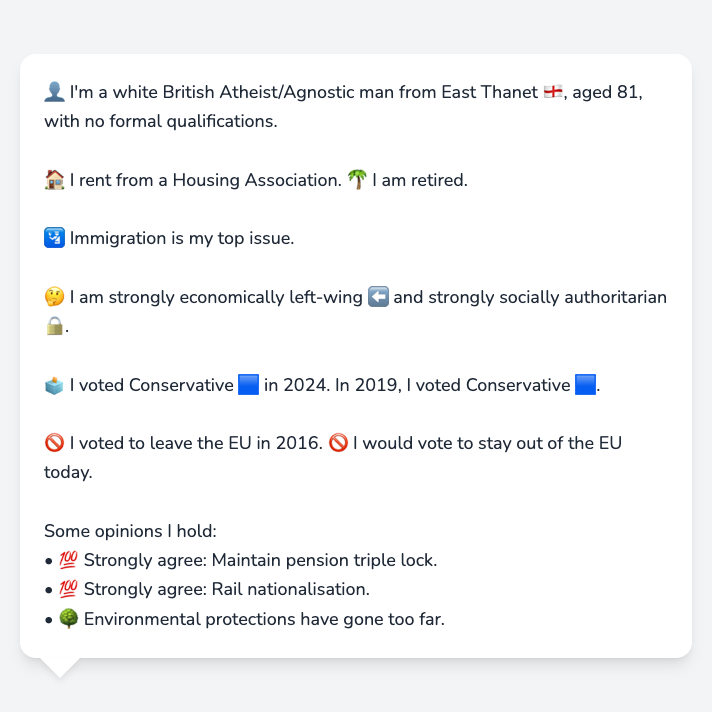 👤 I'm a white British Atheist/Agnostic man from East Thanet 🏴󠁧󠁢󠁥󠁮󠁧󠁿, aged 81,
with no formal qualifications.
🏠 I rent from a Housing Association. 🌴 I am retired.
🛂 Immigration is my top issue.
🤔 I am strongly economically left-wing ⬅️ and strongly socially authoritarian
🔒.
🗳️ I voted Conservative 🟦 in 2024. In 2019, I voted Conservative 🟦.
🚫 I voted to leave the EU in 2016. 🚫 I would vote to stay out of the EU
today.
Some opinions I hold:
• 💯 Strongly agree: Maintain pension triple lock.
• 💯 Strongly agree: Rail nationalisation.
• 🌳 Environmental protections have gone too far.